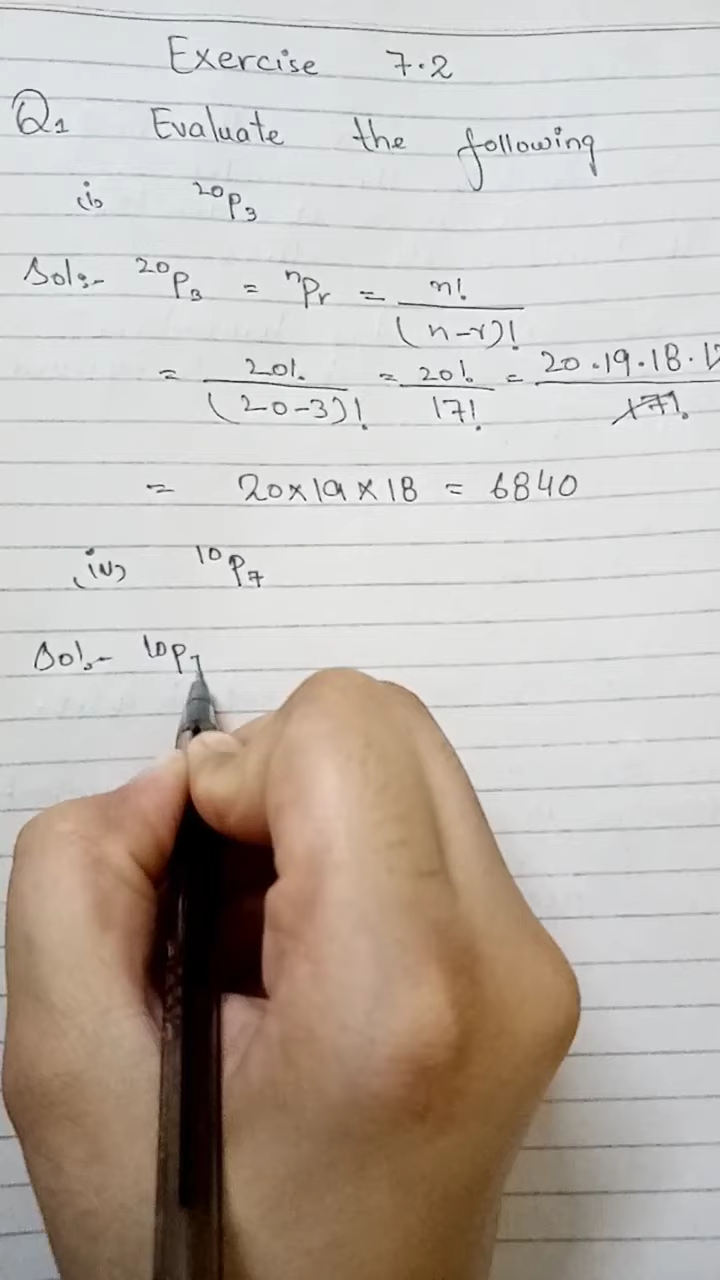 Exercise 7.2
Q1 Evaluate the following
(i) ²⁰P₃
Sol:- ²⁰P₃ = ⁿPr = n! / (n-r)!
= 20! / (20-3)! = 20! / 17! = 20.19.18. / 17!
= 20×19×18 = 6840
(iv) ¹⁰P₇
Sol:- ¹⁰P₇